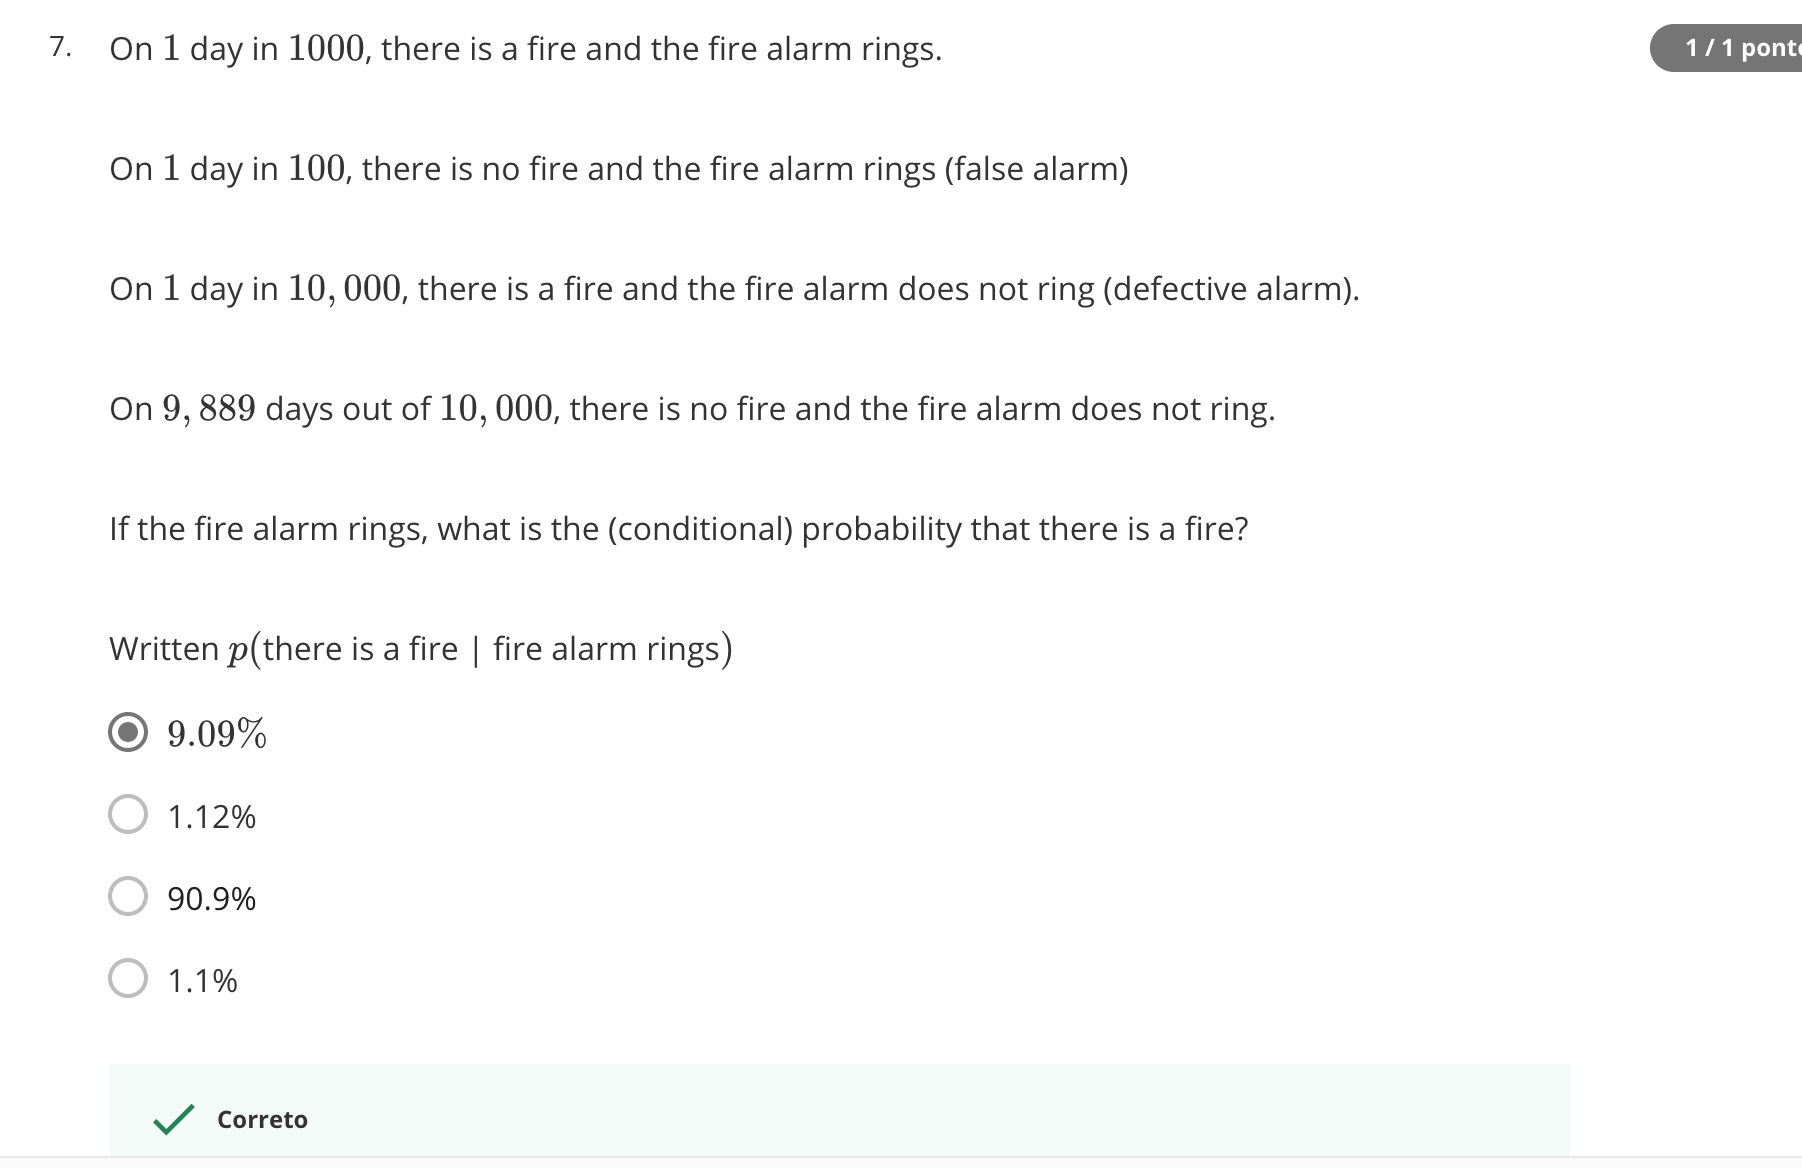 7. On 1 day in 1000, there is a fire and the fire alarm rings.
1 / 1 ponto
On 1 day in 100, there is no fire and the fire alarm rings (false alarm)
On 1 day in 10, 000, there is a fire and the fire alarm does not ring (defective alarm).
On 9, 889 days out of 10, 000, there is no fire and the fire alarm does not ring.
If the fire alarm rings, what is the (conditional) probability that there is a fire?
Written p(there is a fire | fire alarm rings)
9.09%
1.12%
90.9%
1.1%
Correto